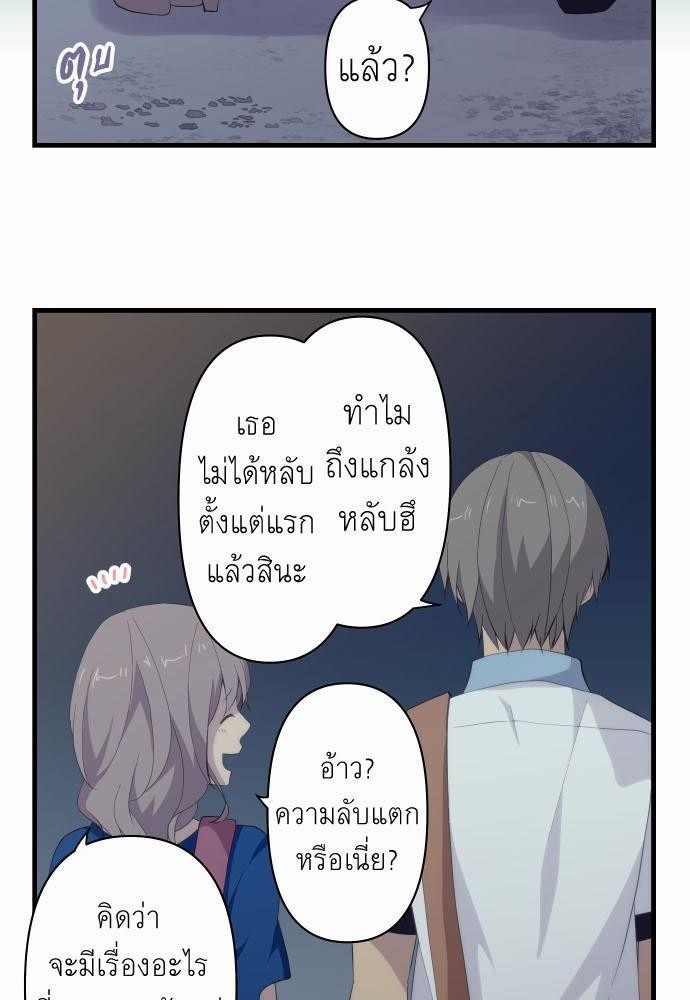 ตุบ
แล้ว?
ทำไม
ถึงแกล้ง
หลับฮึ
เธอ
ไม่ได้หลับ
ตั้งแต่แรก
แล้วสินะ
อ้าว?
ความลับแตก
หรือเนี่ย?
คิดว่า
จะมีเรื่องอะไร